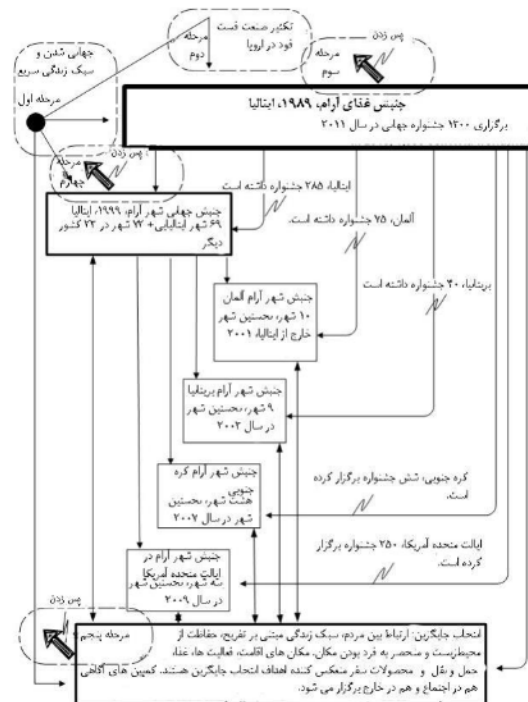 جهانی شدن و
سبک زندگی سریع
مرحله اول
تکثیر صنعت فست
فود در اروپا
مرحله
دوم
پس زدن
مرحله
سوم
جنبش غذای آرام، ۱۹۸۹، ایتالیا
برگزاری ۱۳۰۰ جشنواره جهانی در سال ۲۰۱۱
پس زدن
مرحله
چهارم
ایتالیا، ۲۸۵ جشنواره داشته است
جنبش جهانی شهر آرام، ۱۹۹۹، ایتالیا
۶۹ شهر ایتالیایی+ ۷۲ شهر در ۲۲ کشور
دیگر
آلمان، ۷۵ جشنواره داشته است.
بریتانیا، ۴۰ جشنواره داشته است
جنبش شهر آرام آلمان
۱۰ شهر، نخستین شهر
خارج از ایتالیا، ۲۰۰۱
جنبش شهر آرام بریتانیا
۹ شهر، نخستین شهر
در سال ۲۰۰۳
جنبش شهر آرام کره
جنوبی
هشت شهر، نخستین
شهر در سال ۲۰۰۷
کره جنوبی، شش جشنواره برگزار کرده
است.
جنبش شهر آرام در
ایالت متحده آمریکا
سه شهر، نخستین شهر
در سال ۲۰۰۹
ایالت متحده آمریکا، ۲۵۰ جشنواره برگزار
کرده است.
پس زدن
مرحله پنجم
انتخاب جایگزین: ارتباط بین مردم، سبک زندگی مبتنی بر تفریح، حفاظت از
محیط‌زیست و منحصر به فرد بودن مکان. مکان های اقامت، فعالیت ها، غذا،
حمل و نقل و محصولات سفر منعکس کننده اهداف انتخاب جایگزین هستند. کمپین های آگاهی
هم در اجتماع و هم در خارج برگزار می شود.